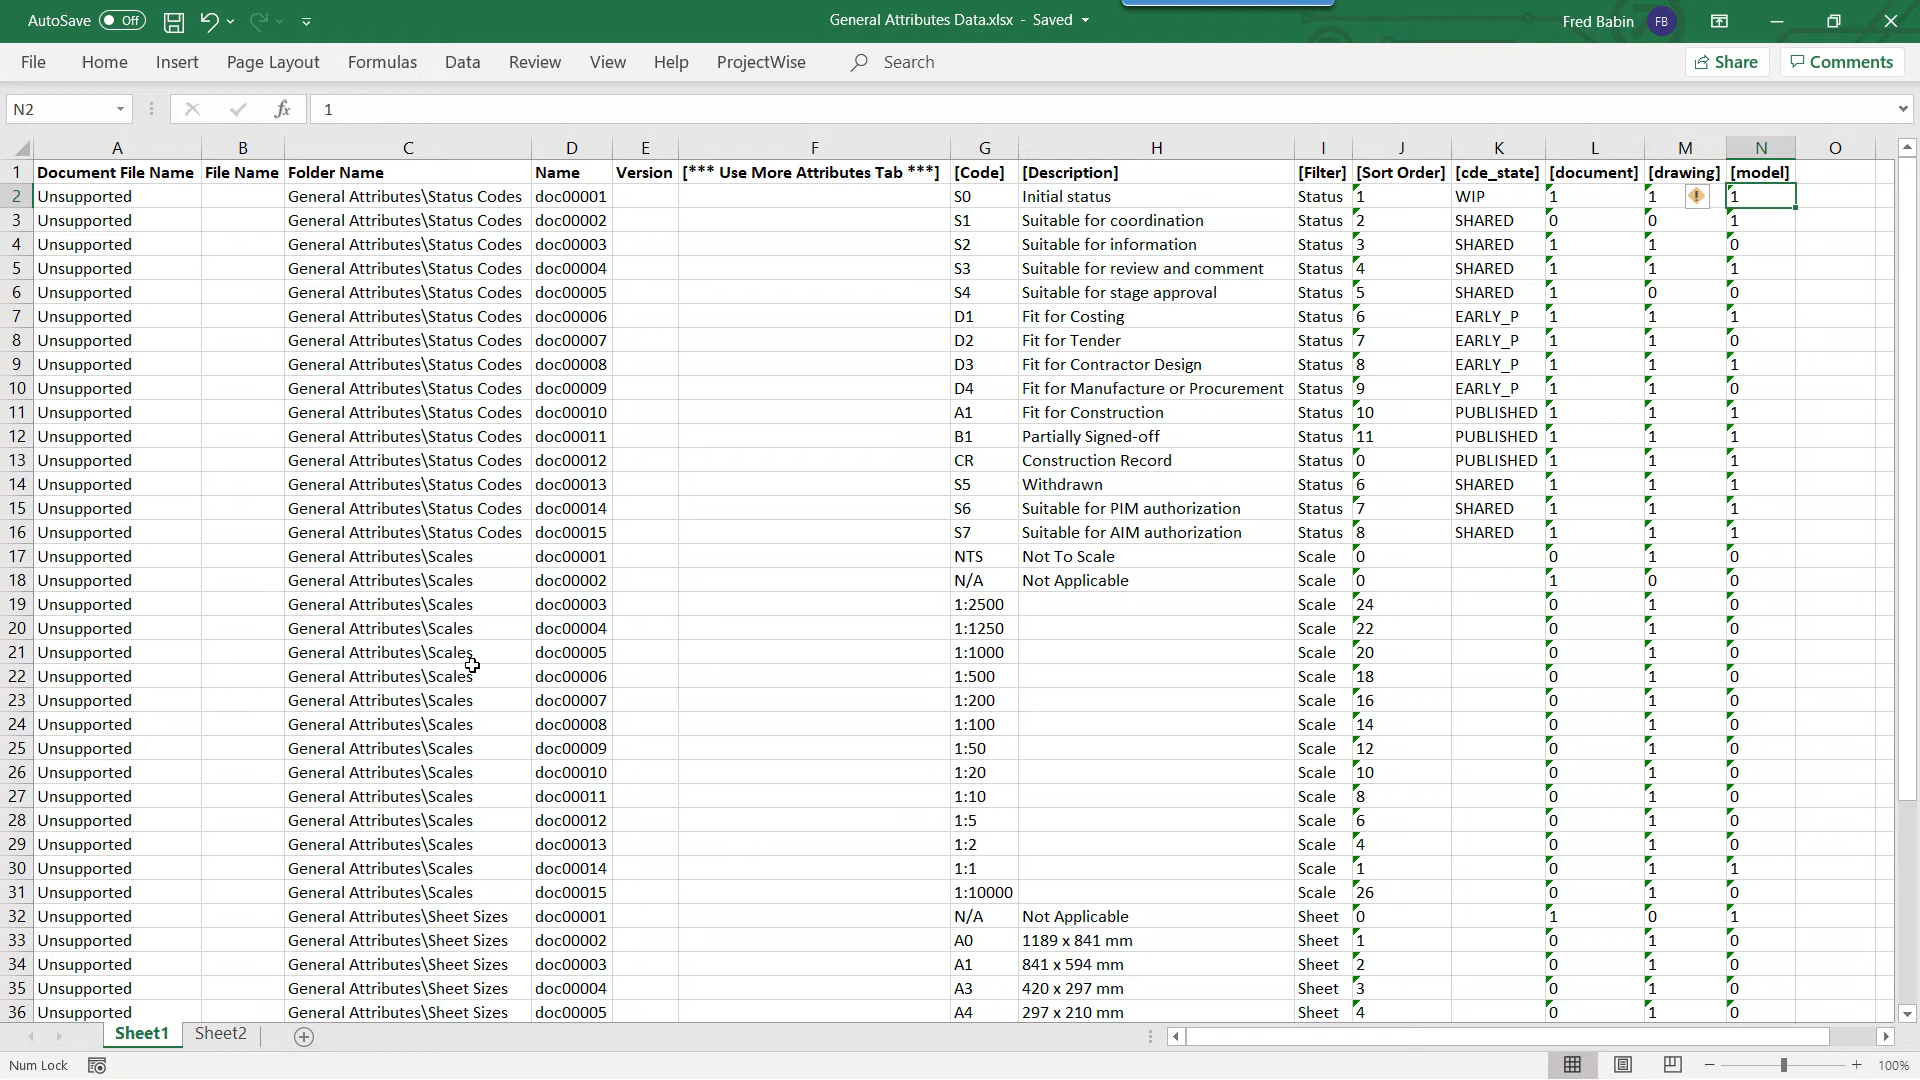 AutoSave Off General Attributes Data.xlsx - Saved Fred Babin FB
File Home Insert Page Layout Formulas Data Review View Help ProjectWise Search Share Comments
N2 fx 1
A B C D E F G H I J K L M N O
1 Document File Name File Name Folder Name Name Version [*** Use More Attributes Tab ***] [Code] [Description] [Filter] [Sort Order] [cde_state] [document] [drawing] [model]
2 Unsupported General Attributes\Status Codes doc00001 S0 Initial status Status 1 WIP 1 1 1
3 Unsupported General Attributes\Status Codes doc00002 S1 Suitable for coordination Status 2 SHARED 0 0 1
4 Unsupported General Attributes\Status Codes doc00003 S2 Suitable for information Status 3 SHARED 1 1 0
5 Unsupported General Attributes\Status Codes doc00004 S3 Suitable for review and comment Status 4 SHARED 1 1 1
6 Unsupported General Attributes\Status Codes doc00005 S4 Suitable for stage approval Status 5 SHARED 1 0 0
7 Unsupported General Attributes\Status Codes doc00006 D1 Fit for Costing Status 6 EARLY_P 1 1 1
8 Unsupported General Attributes\Status Codes doc00007 D2 Fit for Tender Status 7 EARLY_P 1 1 0
9 Unsupported General Attributes\Status Codes doc00008 D3 Fit for Contractor Design Status 8 EARLY_P 1 1 1
10 Unsupported General Attributes\Status Codes doc00009 D4 Fit for Manufacture or Procurement Status 9 EARLY_P 1 1 0
11 Unsupported General Attributes\Status Codes doc00010 A1 Fit for Construction Status 10 PUBLISHED 1 1 1
12 Unsupported General Attributes\Status Codes doc00011 B1 Partially Signed-off Status 11 PUBLISHED 1 1 1
13 Unsupported General Attributes\Status Codes doc00012 CR Construction Record Status 0 PUBLISHED 1 1 1
14 Unsupported General Attributes\Status Codes doc00013 S5 Withdrawn Status 6 SHARED 1 1 1
15 Unsupported General Attributes\Status Codes doc00014 S6 Suitable for PIM authorization Status 7 SHARED 1 1 1
16 Unsupported General Attributes\Status Codes doc00015 S7 Suitable for AIM authorization Status 8 SHARED 1 1 1
17 Unsupported General Attributes\Scales doc00001 NTS Not To Scale Scale 0 0 1 0
18 Unsupported General Attributes\Scales doc00002 N/A Not Applicable Scale 0 1 0 0
19 Unsupported General Attributes\Scales doc00003 1:2500 Scale 24 0 1 0
20 Unsupported General Attributes\Scales doc00004 1:1250 Scale 22 0 1 0
21 Unsupported General Attributes\Scales doc00005 1:1000 Scale 20 0 1 0
22 Unsupported General Attributes\Scales doc00006 1:500 Scale 18 0 1 0
23 Unsupported General Attributes\Scales doc00007 1:200 Scale 16 0 1 0
24 Unsupported General Attributes\Scales doc00008 1:100 Scale 14 0 1 0
25 Unsupported General Attributes\Scales doc00009 1:50 Scale 12 0 1 0
26 Unsupported General Attributes\Scales doc00010 1:20 Scale 10 0 1 0
27 Unsupported General Attributes\Scales doc00011 1:10 Scale 8 0 1 0
28 Unsupported General Attributes\Scales doc00012 1:5 Scale 6 0 1 0
29 Unsupported General Attributes\Scales doc00013 1:2 Scale 4 0 1 0
30 Unsupported General Attributes\Scales doc00014 1:1 Scale 1 0 1 1
31 Unsupported General Attributes\Scales doc00015 1:10000 Scale 26 0 1 0
32 Unsupported General Attributes\Sheet Sizes doc00001 N/A Not Applicable Sheet 0 1 0 1
33 Unsupported General Attributes\Sheet Sizes doc00002 A0 1189 x 841 mm Sheet 1 0 1 0
34 Unsupported General Attributes\Sheet Sizes doc00003 A1 841 x 594 mm Sheet 2 0 1 0
35 Unsupported General Attributes\Sheet Sizes doc00004 A3 420 x 297 mm Sheet 3 0 1 0
36 Unsupported General Attributes\Sheet Sizes doc00005 A4 297 x 210 mm Sheet 4 0 1 0
Sheet1 Sheet2
Num Lock 100%